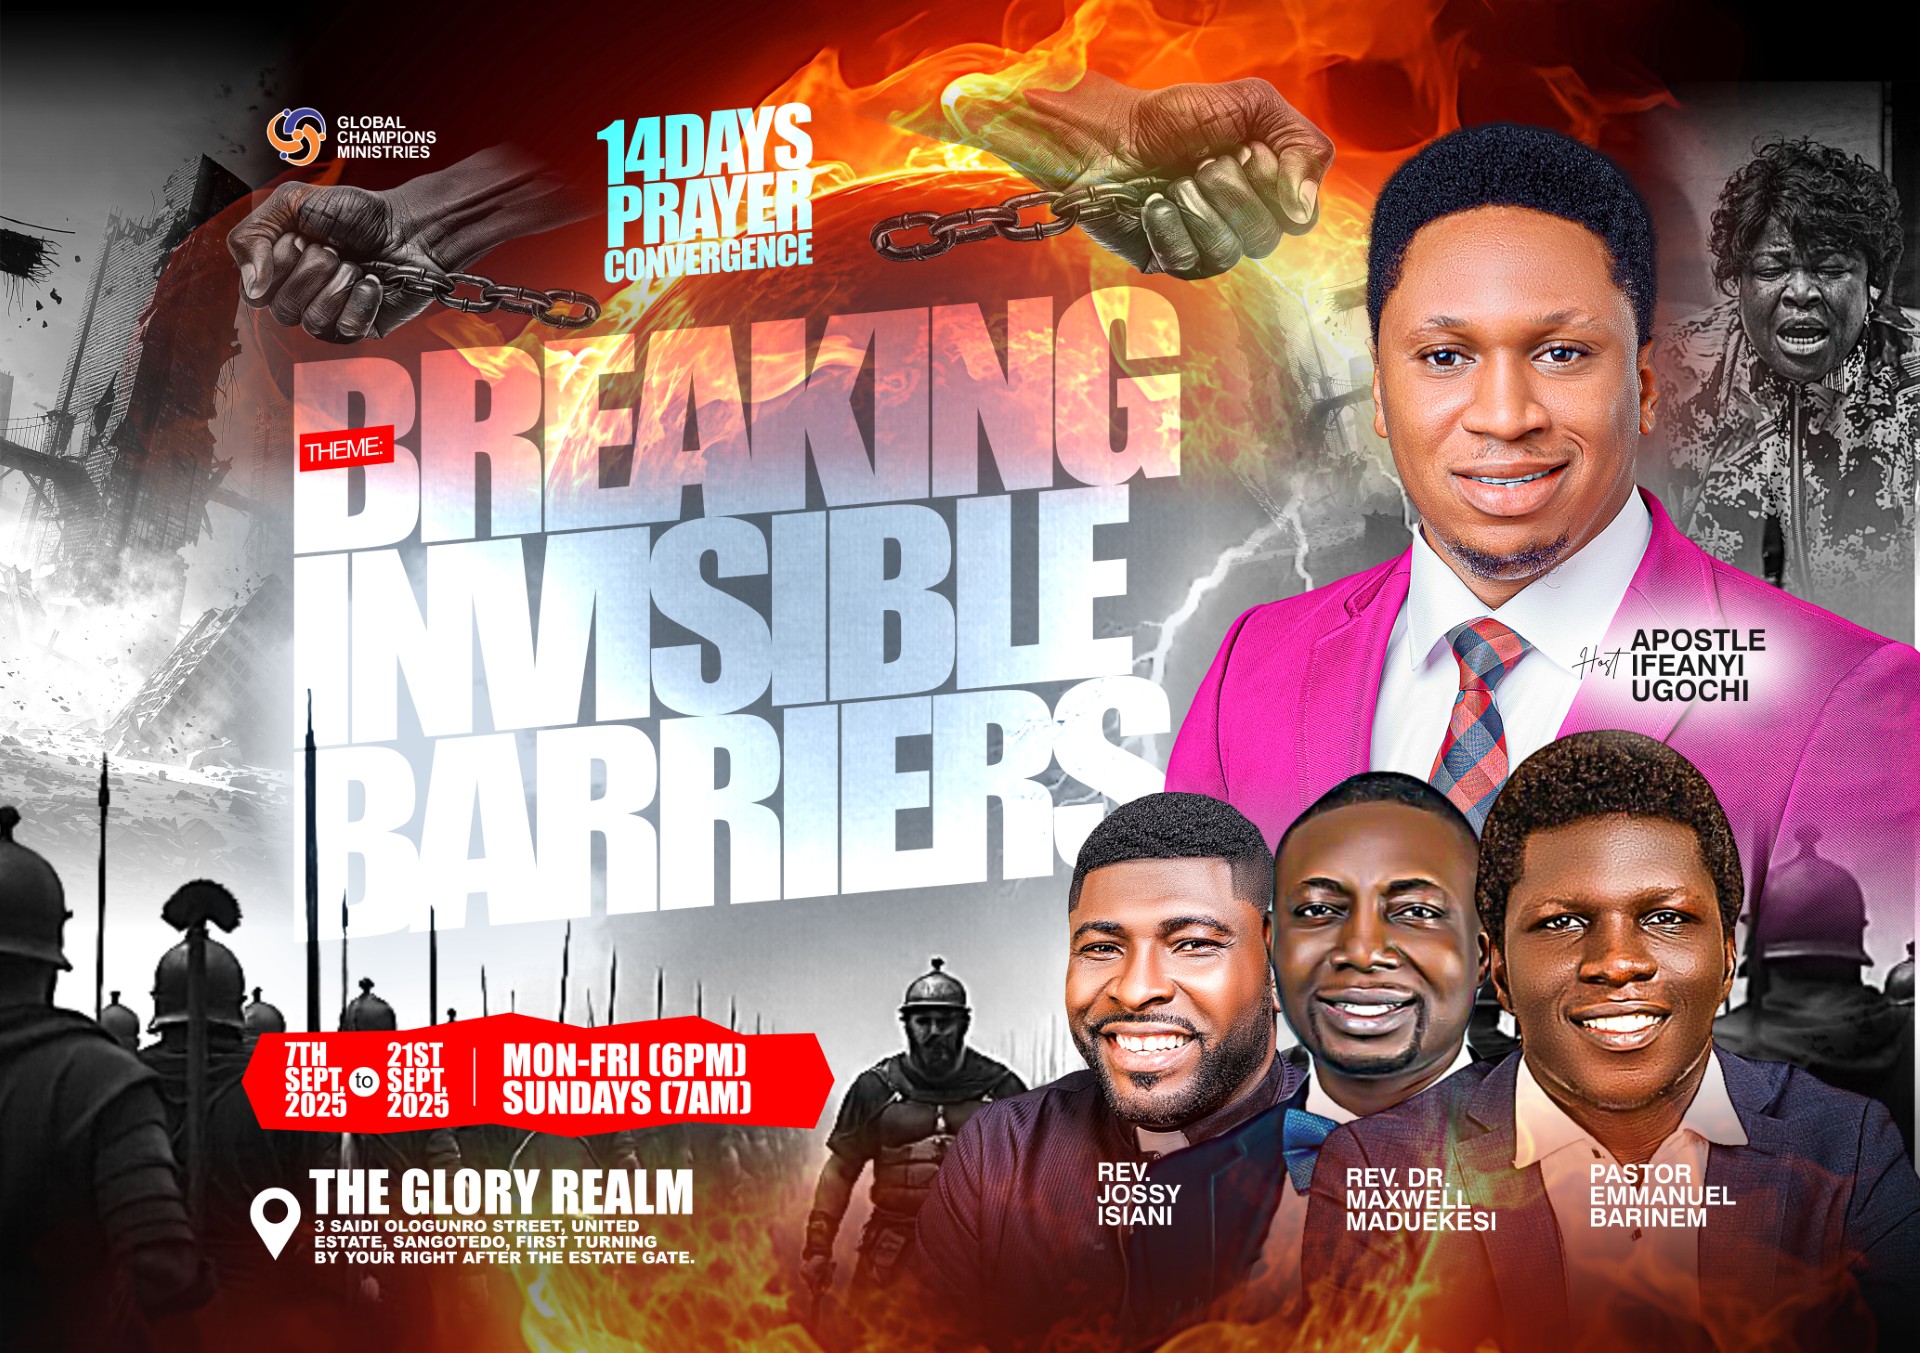 GLOBAL
CHAMPIONS
MINISTRIES
14DAYS
PRAYER
CONVERGENCE
THEME:
BREAKING
INVISIBLE
BARRIERS
Host
APOSTLE
IFEANYI
UGOCHI
7TH
SEPT,
2025
to
21ST
SEPT,
2025
MON-FRI (6PM)
SUNDAYS (7AM)
THE GLORY REALM
3 SAIDI OLOGUNRO STREET, UNITED
ESTATE, SANGOTEDO, FIRST TURNING
BY YOUR RIGHT AFTER THE ESTATE GATE.
REV.
JOSSY
ISIANI
REV. DR.
MAXWELL
MADUEKESI
PASTOR
EMMANUEL
BARINEM